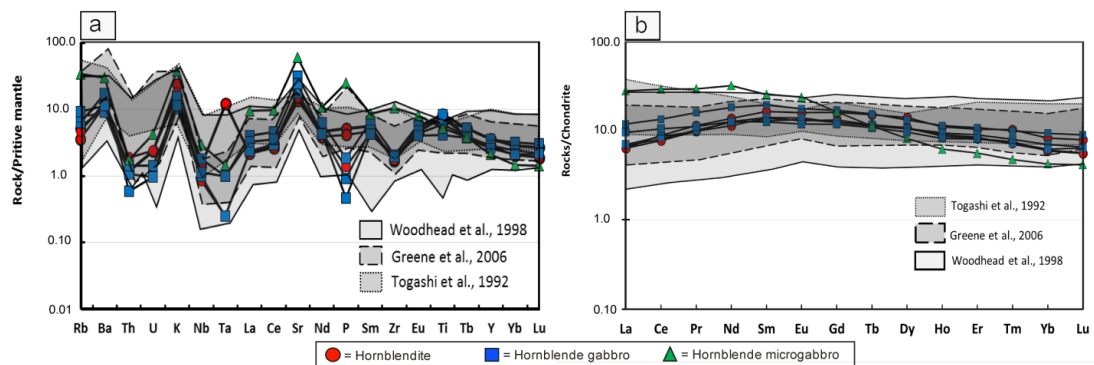 a
100.0
10.0
1.0
0.10
0.01
Rock/Pritive mantle
Rb Ba Th U K Nb Ta La Ce Sr Nd P Sm Zr Eu Ti Tb Y Yb Lu
Woodhead et al., 1998
Greene et al., 2006
Togashi et al., 1992
b
100.0
10.0
1.0
0.10
Rocks/Chondrite
La Ce Pr Nd Sm Eu Gd Tb Dy Ho Er Tm Yb Lu
Togashi et al., 1992
Greene et al., 2006
Woodhead et al., 1998
= Hornblendite = Hornblende gabbro = Hornblende microgabbro